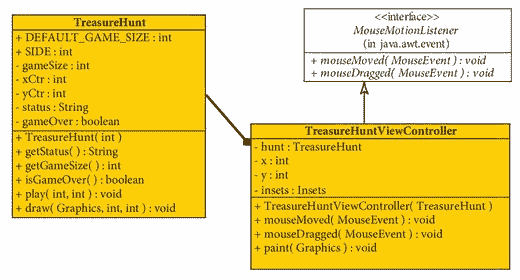 TreasureHunt
+ DEFAULT_GAME_SIZE : int
+ SIDE : int
- gameSize : int
- xCtr : int
- yCtr : int
- status : String
- gameOver : boolean
+ TreasureHunt( int )
+ getStatus( ) : String
+ getGameSize( ) : int
+ isGameOver( ) : boolean
+ play( int, int ) : void
+ draw( Graphics, int, int ) : void
<<interface>>
MouseMotionListener
(in java.awt.event)
+ mouseMoved( MouseEvent ) : void
+ mouseDragged( MouseEvent ) : void
TreasureHuntViewController
- hunt : TreasureHunt
- x : int
- y : int
- insets : Insets
+ TreasureHuntViewController( TreasureHunt )
+ mouseMoved( MouseEvent ) : void
+ mouseDragged( MouseEvent ) : void
+ paint( Graphics ) : void